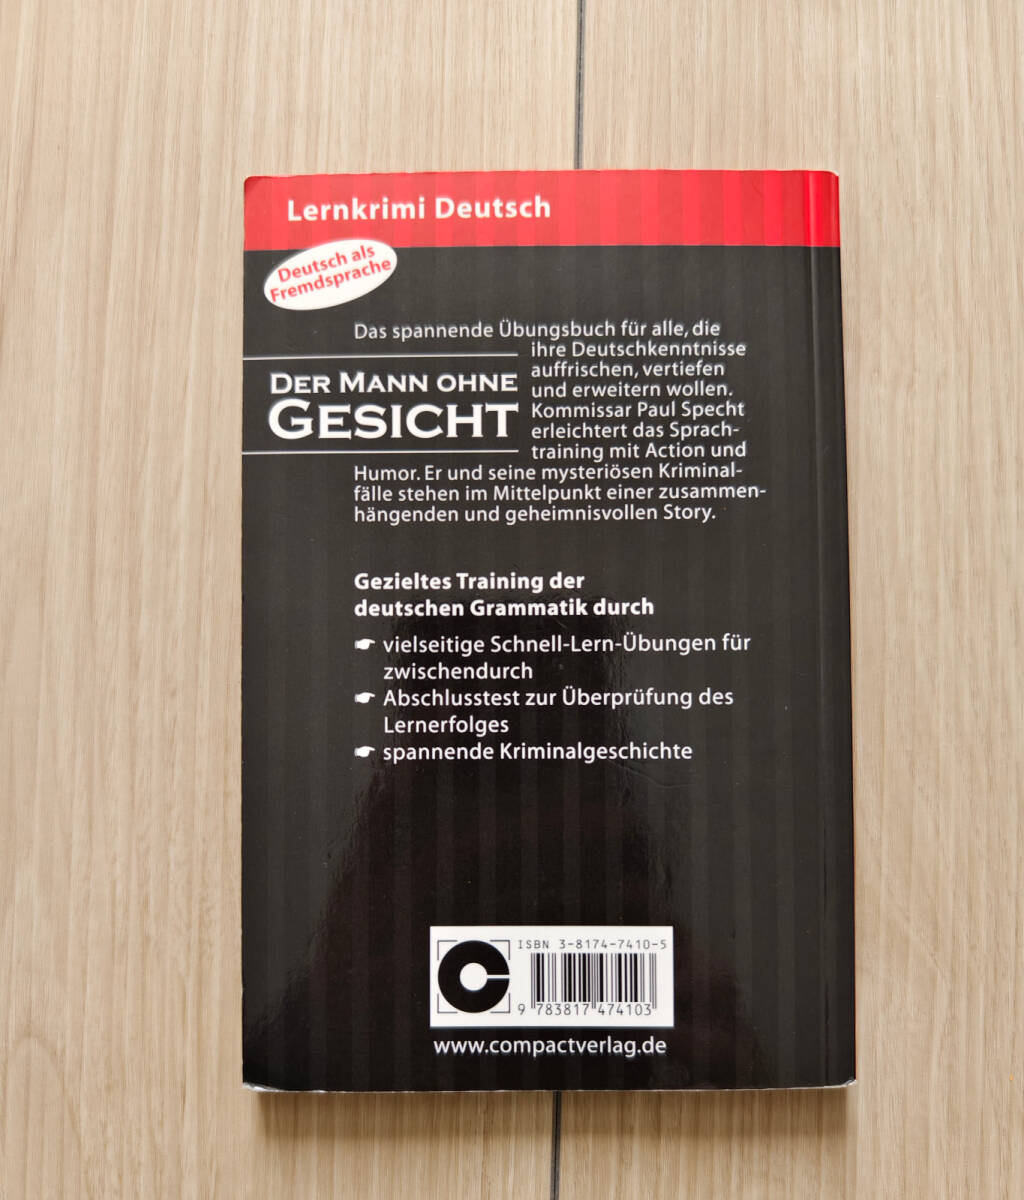 Lernkrimi Deutsch
Deutsch als
Fremdsprache
Das spannende Übungsbuch für alle, die
ihre Deutschkenntnisse
auffrischen, vertiefen
und erweitern wollen.
Kommissar Paul Specht
erleichtert das Sprach-
training mit Action und
Humor. Er und seine mysteriösen Kriminal-
fälle stehen im Mittelpunkt einer zusammen-
hängenden und geheimnisvollen Story.
DER MANN OHNE
GESICHT
Gezieltes Training der
deutschen Grammatik durch
vielseitige Schnell-Lern-Übungen für
zwischendurch
Abschlusstest zur Überprüfung des
Lernerfolges
spannende Kriminalgeschichte
ISBN 3-8174-7410-5
9 783817 474103
www.compactverlag.de